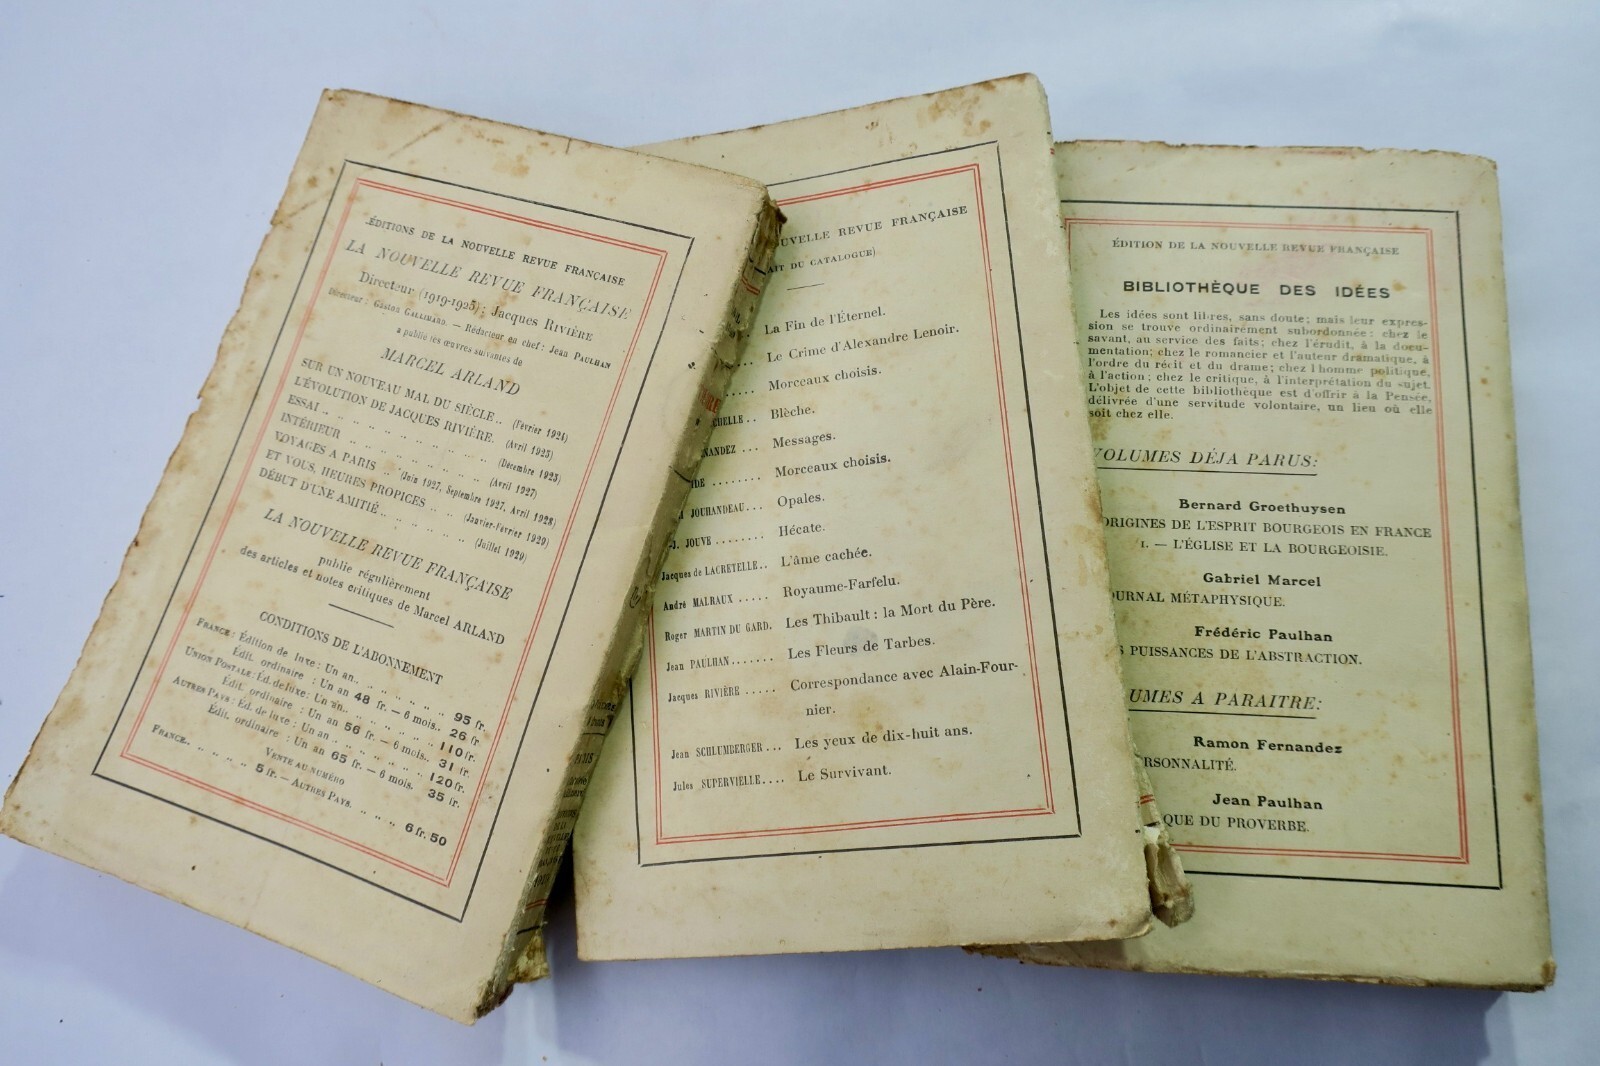 ÉDITIONS DE LA NOUVELLE REVUE FRANÇAISE
LA NOUVELLE REVUE FRANÇAISE
Directeur (1919-1925) : Jacques RIVIÈRE
Directeur : Gaston GALLIMARD. — Rédacteur en chef : Jean PAULHAN
a publié les œuvres suivantes de
MARCEL ARLAND
SUR UN NOUVEAU MAL DU SIÈCLE .. (Février 1924)
L'ÉVOLUTION DE JACQUES RIVIÈRE. (Avril 1925)
ESSAI .. .. .. .. .. .. .. .. (Décembre 1925)
INTÉRIEUR .. .. .. .. .. .. .. (Avril 1927)
VOYAGES A PARIS .. (Juin 1927, Septembre 1927, Avril 1928)
ET VOUS, HEURES PROPICES .. .. (Janvier-Février 1929)
DÉBUT D'UNE AMITIÉ .. .. .. .. .. (Juillet 1929)
LA NOUVELLE REVUE FRANÇAISE
publie régulièrement
des articles et notes critiques de Marcel ARLAND
CONDITIONS DE L'ABONNEMENT
FRANCE : Édition de luxe : Un an .. .. .. .. .. .. 95 fr.
Édit. ordinaire : Un an 48 fr. — 6 mois .. 26 fr.
UNION POSTALE : Éd. de luxe : Un an .. .. .. .. .. 110 fr.
Édit. ordinaire : Un an 56 fr. — 6 mois .. 31 fr.
AUTRES PAYS : Éd. de luxe : Un an .. .. .. .. .. 120 fr.
Édit. ordinaire : Un an 65 fr. — 6 mois. 35 fr.
VENTE AU NUMÉRO
FRANCE .. .. .. .. 5 fr. — AUTRES PAYS. .. .. .. 6 fr. 50
PARIS
OUVELLE REVUE FRANÇAISE
AIT DU CATALOGUE)
La Fin de l'Éternel.
Le Crime d'Alexandre Lenoir.
Morceaux choisis.
CHELLE .. Blèche.
NANDEZ ... Messages.
IDE ........ Morceaux choisis.
JOUHANDEAU ... Opales.
-J. JOUVE ........ Hécate.
Jacques de LACRETELLE .. L'âme cachée.
André MALRAUX ..... Royaume-Farfelu.
Roger MARTIN DU GARD. Les Thibault : la Mort du Père.
Jean PAULHAN ....... Les Fleurs de Tarbes.
Jacques RIVIÈRE ..... Correspondance avec Alain-Four-
nier.
Jean SCHLUMBERGER ... Les yeux de dix-huit ans.
Jules SUPERVIELLE .... Le Survivant.
ÉDITION DE LA NOUVELLE REVUE FRANÇAISE
BIBLIOTHÈQUE DES IDÉES
Les idées sont libres, sans doute ; mais leur expres-
sion se trouve ordinairement subordonnée : chez le
savant, au service des faits ; chez l'érudit, à la docu-
mentation ; chez le romancier et l'auteur dramatique, à
l'ordre du récit et du drame ; chez l'homme politique,
à l'action ; chez le critique, à l'interprétation du sujet.
L'objet de cette bibliothèque est d'offrir à la Pensée,
délivrée d'une servitude volontaire, un lieu où elle
soit chez elle.
VOLUMES DÉJA PARUS :
Bernard Groethuysen
ORIGINES DE L'ESPRIT BOURGEOIS EN FRANCE
I. — L'ÉGLISE ET LA BOURGEOISIE.
Gabriel Marcel
OURNAL MÉTAPHYSIQUE.
Frédéric Paulhan
S PUISSANCES DE L'ABSTRACTION.
UMES A PARAITRE :
Ramon Fernandez
RSONNALITÉ.
Jean Paulhan
QUE DU PROVERBE.